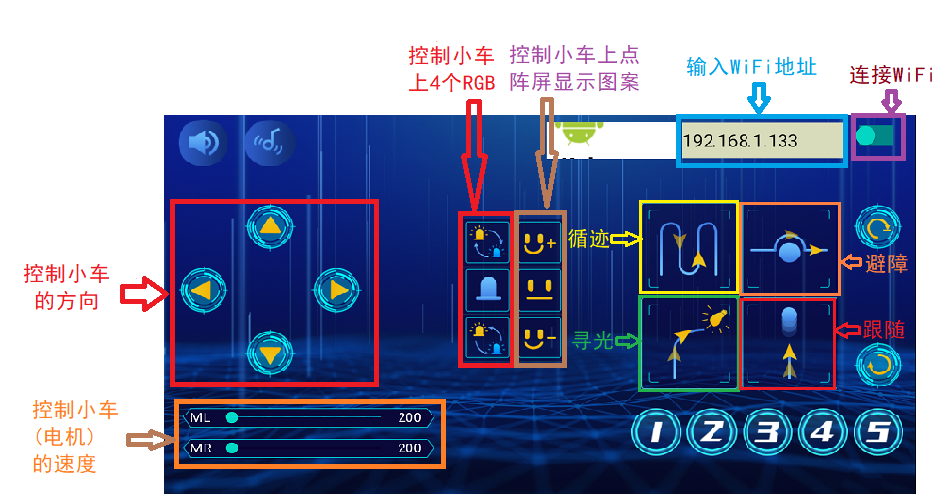 控制小车
上4个RGB
控制小车上点
阵屏显示图案
输入WiFi地址
连接WiFi
192.168.1.133
循迹
避障
控制小车
的方向
寻光
跟随
控制小车
(电机)
的速度
ML 200
MR 200
1 2 3 4 5